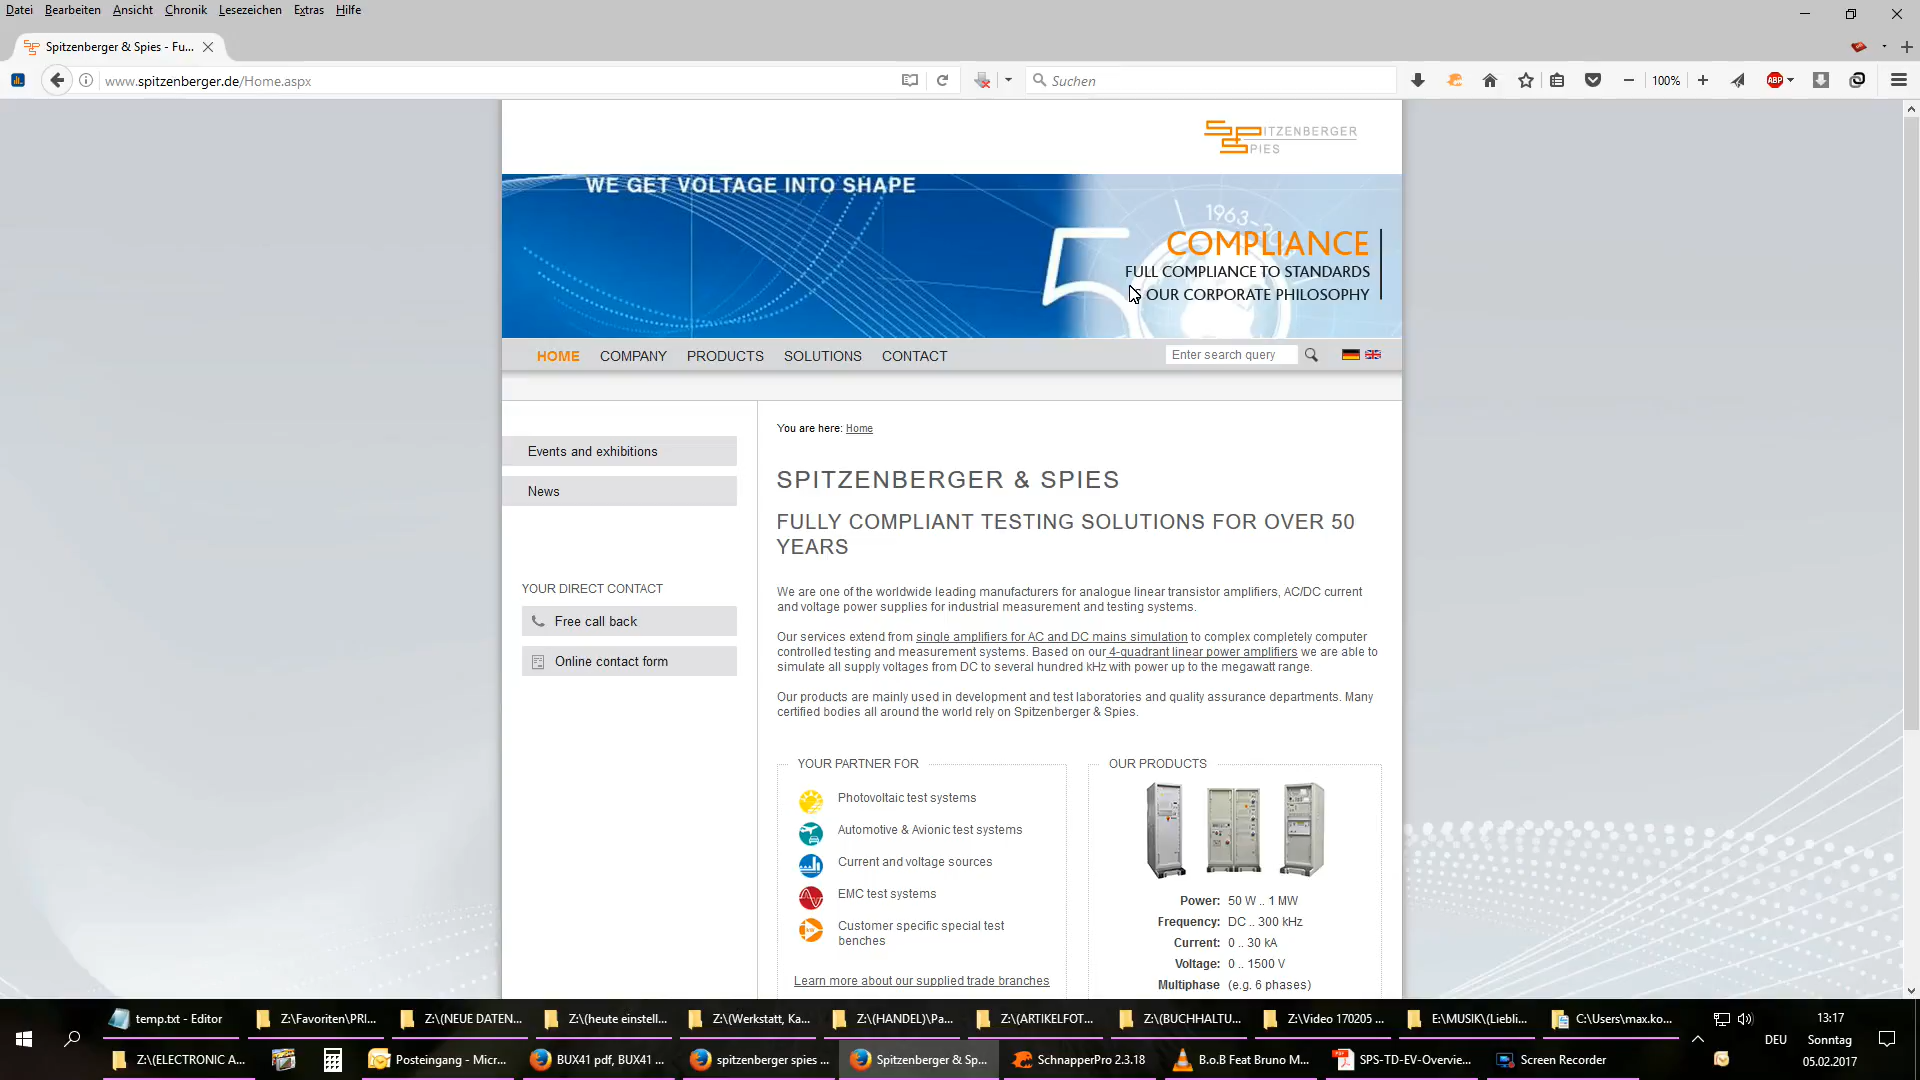 Datei Bearbeiten Ansicht Chronik Lesezeichen Extras Hilfe
Spitzenberger & Spies - Fu...
www.spitzenberger.de/Home.aspx
Suchen
100%
ABP
SPITZENBERGER
SPIES
WE GET VOLTAGE INTO SHAPE
1963-2
50
COMPLIANCE
FULL COMPLIANCE TO STANDARDS
OUR CORPORATE PHILOSOPHY
HOME COMPANY PRODUCTS SOLUTIONS CONTACT
Enter search query
You are here: Home
Events and exhibitions
News
YOUR DIRECT CONTACT
Free call back
Online contact form
SPITZENBERGER & SPIES
FULLY COMPLIANT TESTING SOLUTIONS FOR OVER 50
YEARS
We are one of the worldwide leading manufacturers for analogue linear transistor amplifiers, AC/DC current
and voltage power supplies for industrial measurement and testing systems.
Our services extend from single amplifiers for AC and DC mains simulation to complex completely computer
controlled testing and measurement systems. Based on our 4-quadrant linear power amplifiers we are able to
simulate all supply voltages from DC to several hundred kHz with power up to the megawatt range.
Our products are mainly used in development and test laboratories and quality assurance departments. Many
certified bodies all around the world rely on Spitzenberger & Spies.
YOUR PARTNER FOR
Photovoltaic test systems
Automotive & Avionic test systems
Current and voltage sources
EMC test systems
Customer specific special test
benches
Learn more about our supplied trade branches
OUR PRODUCTS
Power: 50 W .. 1 MW
Frequency: DC .. 300 kHz
Current: 0 .. 30 kA
Voltage: 0 .. 1500 V
Multiphase (e.g. 6 phases)
temp.txt - Editor
Z:\Favoriten\PRI...
Z:\(NEUE DATEN...
Z:\(heute einstell...
Z:\(Werkstatt, Ka...
Z:\(HANDEL)\Pa...
Z:\(ARTIKELFOT...
Z:\(BUCHHALTU...
Z:\Video 170205 ...
E:\MUSIK\(Liebli...
C:\Users\max.ko...
Z:\(ELECTRONIC A...
Posteingang - Micr...
BUX41 pdf, BUX41 ...
spitzenberger spies ...
Spitzenberger & Sp...
SchnapperPro 2.3.18
B.o.B Feat Bruno M...
SPS-TD-EV-Overvie...
Screen Recorder
DEU
13:17
Sonntag
05.02.2017